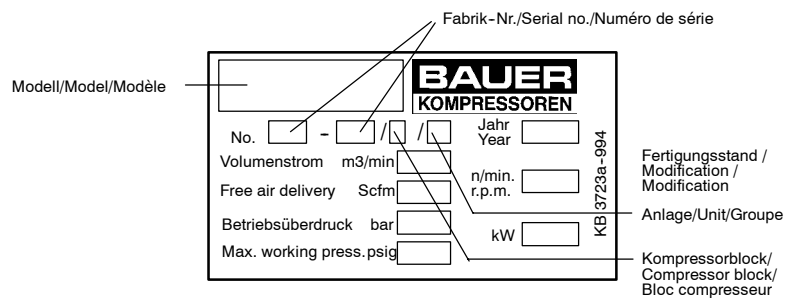 Fabrik-Nr./Serial no./Numéro de série
Modell/Model/Modèle
BAUER
KOMPRESSOREN
No. - / / Jahr
Year
Volumenstrom m3/min
Free air delivery Scfm
n/min.
r.p.m.
Betriebsüberdruck bar
kW
Max. working press. psig
KB 3723a-994
Fertigungsstand /
Modification /
Modification
Anlage/Unit/Groupe
Kompressorblock/
Compressor block/
Bloc compresseur